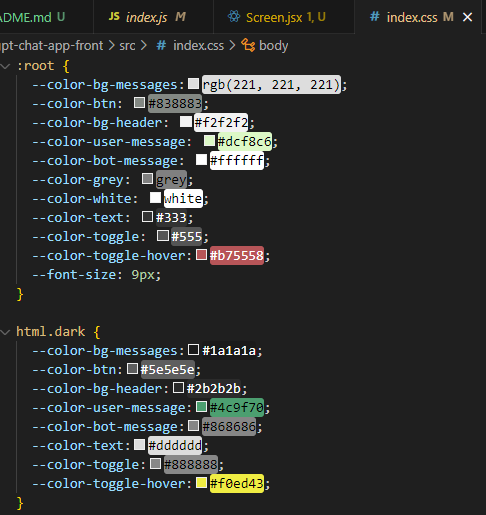 README.md U
JS index.js M
Screen.jsx 1, U
# index.css M X
pt-chat-app-front > src > # index.css > body
:root {
--color-bg-messages: rgb(221, 221, 221);
--color-btn: #838883;
--color-bg-header: #f2f2f2;
--color-user-message: #dcf8c6;
--color-bot-message: #ffffff;
--color-grey: grey;
--color-white: white;
--color-text: #333;
--color-toggle: #555;
--color-toggle-hover: #b75558;
--font-size: 9px;
}
html.dark {
--color-bg-messages: #1a1a1a;
--color-btn: #5e5e5e;
--color-bg-header: #2b2b2b;
--color-user-message: #4c9f70;
--color-bot-message: #868686;
--color-text: #dddddd;
--color-toggle: #888888;
--color-toggle-hover: #f0ed43;
}